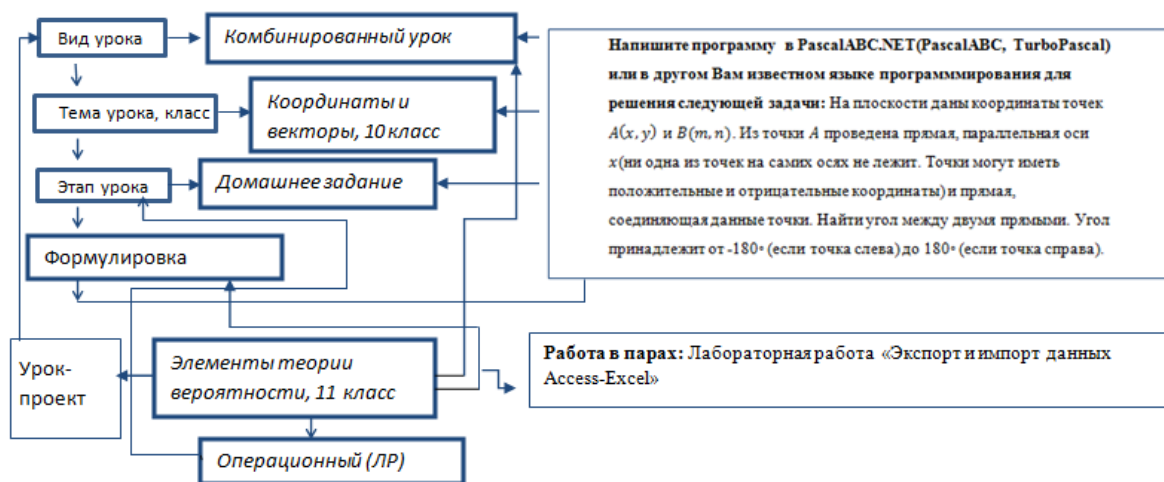 Вид урока
Комбинированный урок
Тема урока, класс
Координаты и
векторы, 10 класс
Этап урока
Домашнее задание
Формулировка
Напишите программу в PascalABC.NET(PascalABC, TurboPascal)
или в другом Вам известном языке программмирования для
решения следующей задачи: На плоскости даны координаты точек
A(x, y) и B(m, n). Из точки A проведена прямая, параллельная оси
x(ни одна из точек на самих осях не лежит. Точки могут иметь
положительные и отрицательные координаты) и прямая,
соединяющая данные точки. Найти угол между двумя прямыми. Угол
принадлежит от -180° (если точка слева) до 180° (если точка справа).
Урок-
проект
Элементы теории
вероятности, 11 класс
Операционный (ЛР)
Работа в парах: Лабораторная работа «Экспорт и импорт данных
Access-Excel»